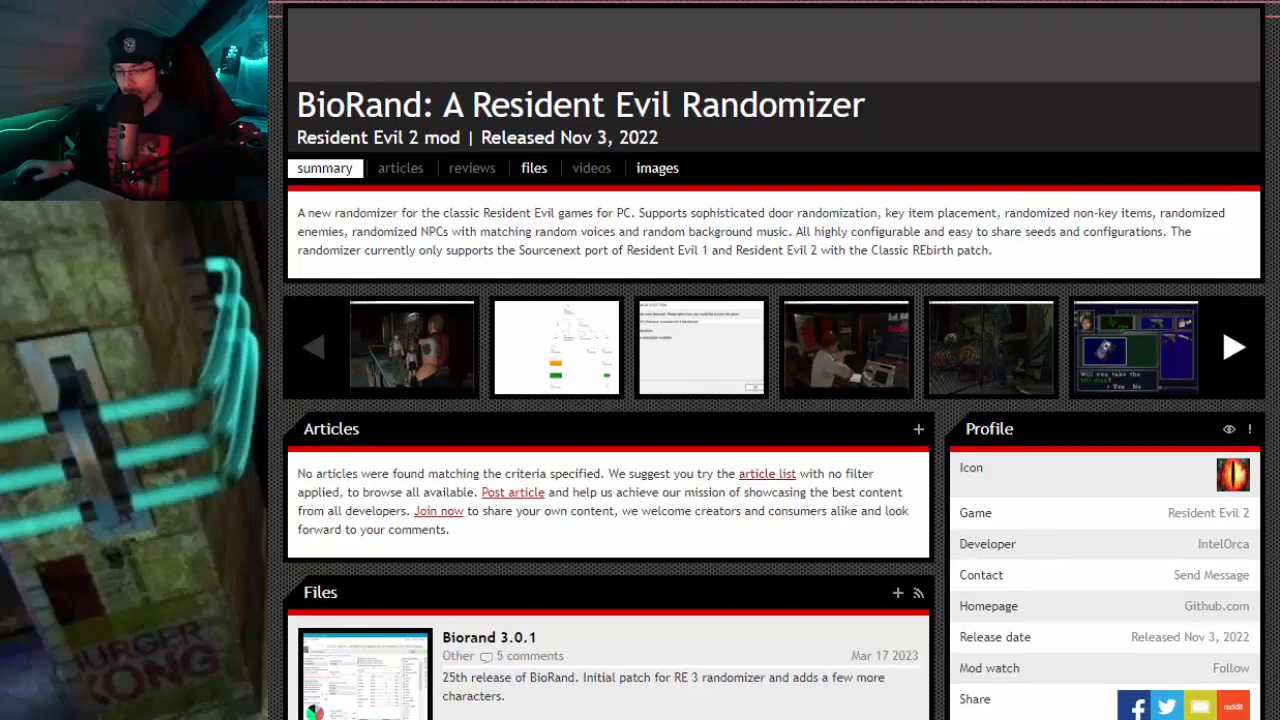 BioRand: A Resident Evil Randomizer
Resident Evil 2 mod | Released Nov 3, 2022
summary articles reviews files videos images
A new randomizer for the classic Resident Evil games for PC. Supports sophisticated door randomization, key item placement, randomized non-key items, randomized
enemies, randomized NPCs with matching random voices and random background music. All highly configurable and easy to share seeds and configurations. The
randomizer currently only supports the Sourcenext port of Resident Evil 1 and Resident Evil 2 with the Classic REbirth patch.
Will you take the
Yes No
Articles
No articles were found matching the criteria specified. We suggest you try the article list with no filter
applied, to browse all available. Post article and help us achieve our mission of showcasing the best content
from all developers. Join now to share your own content, we welcome creators and consumers alike and look
forward to your comments.
Files
Biorand 3.0.1
Other 5 comments Mar 17 2023
25th release of BioRand. Initial patch for RE 3 randomizer and adds a few more
characters.
Profile
Icon
Game Resident Evil 2
Developer IntelOrca
Contact Send Message
Homepage Github.com
Release date Released Nov 3, 2022
Mod watch Follow
Share
reddit